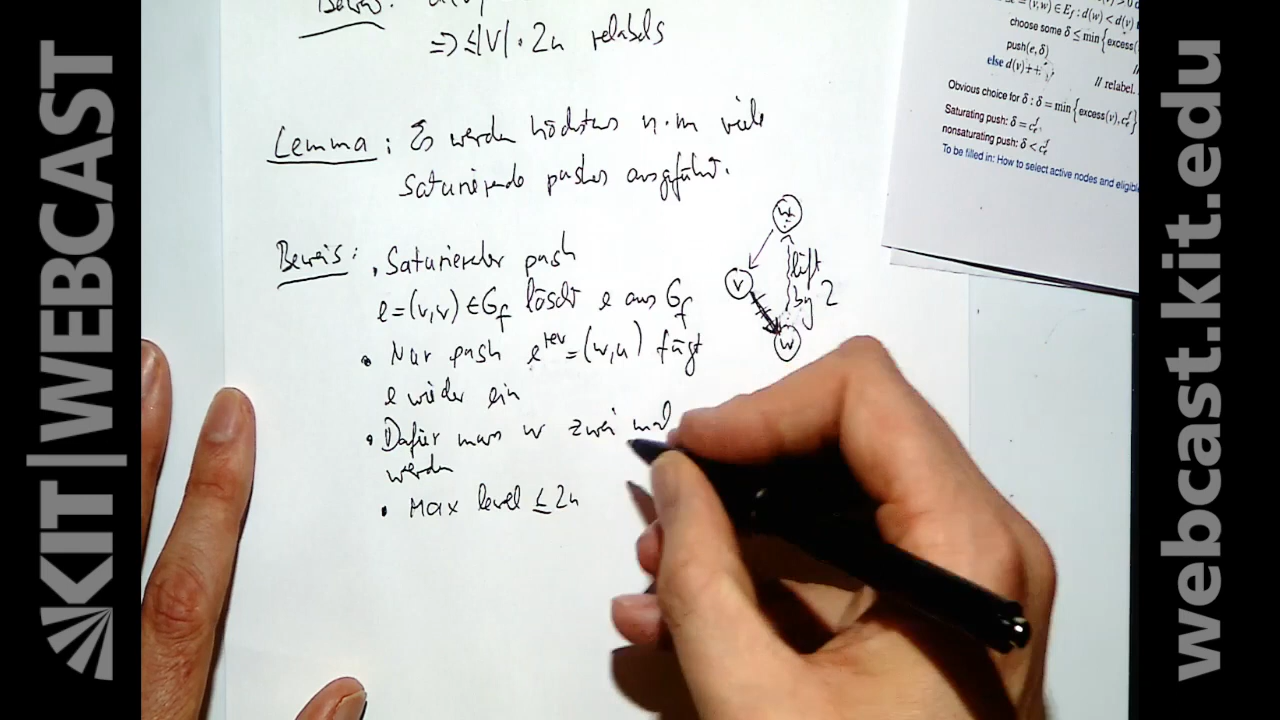 Beweis:
⇒ ≤|V|·2n relabels
Lemma: Es werden höchstens n·m viele
saturierende pushes ausgeführt.
Beweis: . Saturierender push
e=(v,w) ∈ G_f löscht e aus G_f
• Nur push e^rev=(w,u) fügt
e wieder ein
• Dafür muss w zwei mal
werden
• Max level ≤ 2n
v
w
lift
by 2
∈ E_f : d(w) < d(v)
choose some δ ≤ min{excess(
push(e, δ)
else d(v)++
// relabel.
Obvious choice for δ : δ = min{excess(v), c_e^f}
Saturating push: δ = c_e^f
nonsaturating push: δ < c_e^f
To be filled in: How to select active nodes and
KIT|WEBCAST
webcast.kit.edu